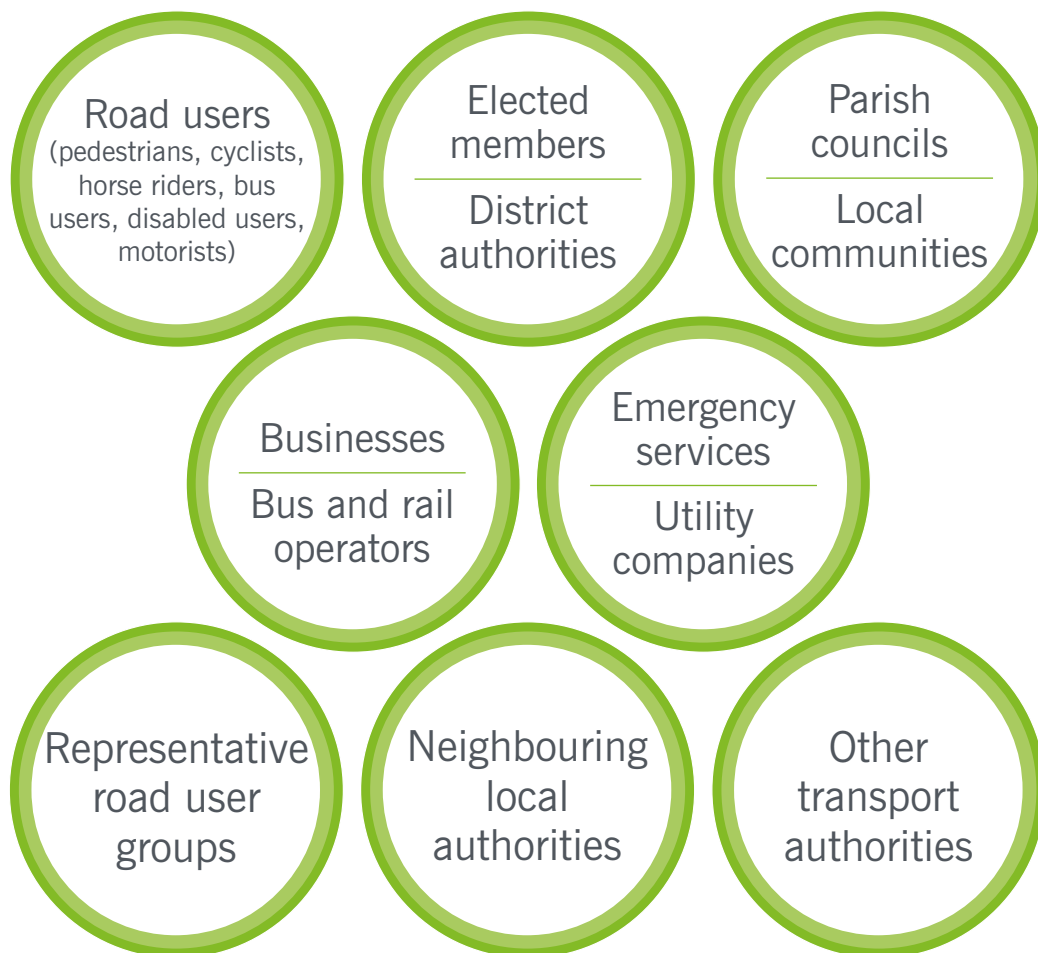 Road users
(pedestrians, cyclists,
horse riders, bus
users, disabled users,
motorists)
Elected
members
District
authorities
Parish
councils
Local
communities
Businesses
Bus and rail
operators
Emergency
services
Utility
companies
Representative
road user
groups
Neighbouring
local
authorities
Other
transport
authorities